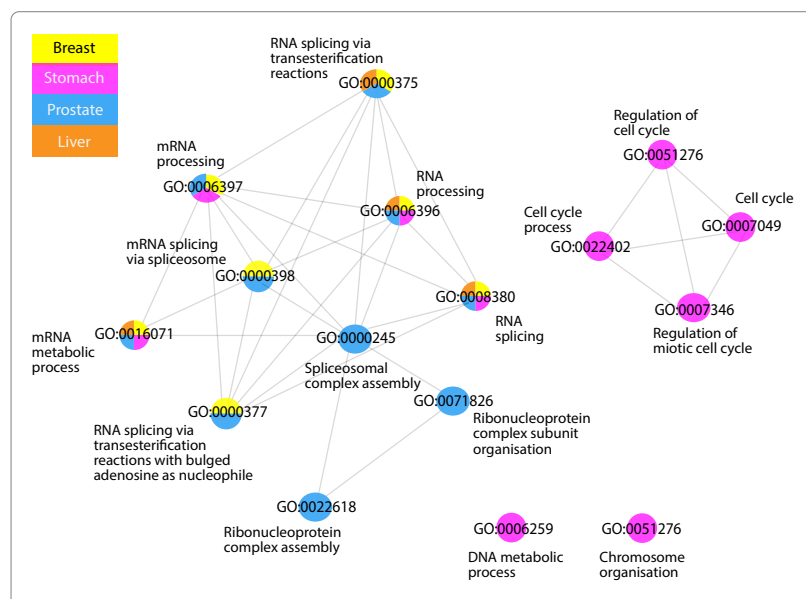 Breast
Stomach
Prostate
Liver
RNA splicing via
transesterification
reactions
GO:0000375
mRNA
processing
GO:0006397
RNA
processing
GO:0006396
mRNA splicing
via spliceosome
GO:0000398
GO:0008380
RNA
splicing
GO:0016071
mRNA
metabolic
process
GO:0000245
Spliceosomal
complex assembly
GO:0000377
RNA splicing via
transesterification
reactions with bulged
adenosine as nucleophile
GO:0071826
Ribonucleoprotein
complex subunit
organisation
GO:0022618
Ribonucleoprotein
complex assembly
Regulation of
cell cycle
GO:0051276
Cell cycle
GO:0007049
Cell cycle
process
GO:0022402
GO:0007346
Regulation of
miotic cell cycle
GO:0006259
DNA metabolic
process
GO:0051276
Chromosome
organisation